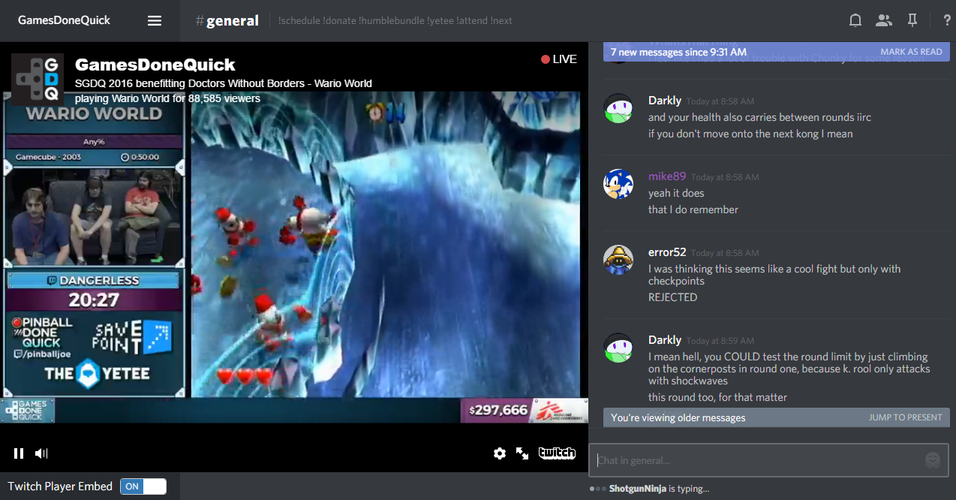 GamesDoneQuick
#general
!schedule !donate !humblebundle !yetee !attend !next
?
GDQ
GamesDoneQuick
LIVE
SGDQ 2016 benefitting Doctors Without Borders - Wario World
playing Wario World for 88,585 viewers
WARIO WORLD
Any%
Gamecube - 2003
0:50:00
DANGERLESS
20:27
PINBALL
DONE
QUICK
/pinballjoe
SAVE
POINT
THE YETEE
GAMES
DONE
QUICK
$297,666
twitch
Twitch Player Embed
ON
7 new messages since 9:31 AM
MARK AS READ
Darkly Today at 8:58 AM
and your health also carries between rounds iirc
if you don't move onto the next kong I mean
mike89 Today at 8:58 AM
yeah it does
that I do remember
error52 Today at 8:58 AM
I was thinking this seems like a cool fight but only with
checkpoints
REJECTED
Darkly Today at 8:59 AM
I mean hell, you COULD test the round limit by just climbing
on the cornerposts in round one, because k. rool only attacks
with shockwaves
this round too, for that matter
You're viewing older messages
JUMP TO PRESENT
Chat in general...
ShotgunNinja is typing...